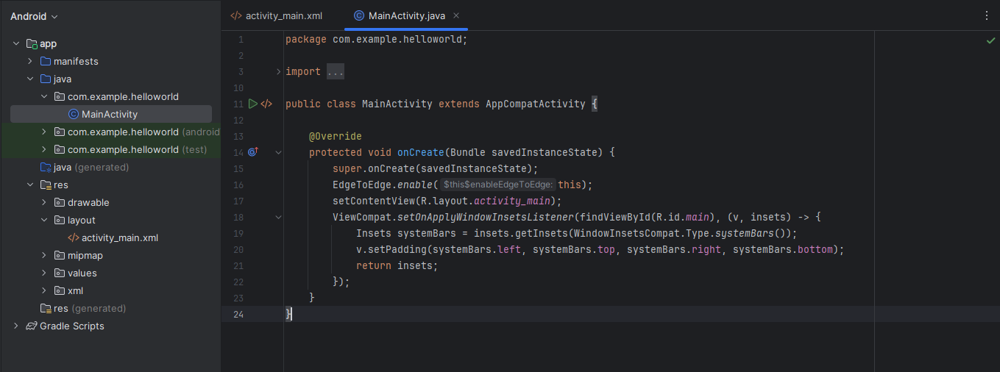 Android
app
manifests
java
com.example.helloworld
MainActivity
com.example.helloworld (android
com.example.helloworld (test)
java (generated)
res
drawable
layout
activity_main.xml
mipmap
values
xml
res (generated)
Gradle Scripts
activity_main.xml MainActivity.java
1 package com.example.helloworld;
2
3 import ...
10
11 public class MainActivity extends AppCompatActivity {
12
13 @Override
14 protected void onCreate(Bundle savedInstanceState) {
15 super.onCreate(savedInstanceState);
16 EdgeToEdge.enable( $this$enableEdgeToEdge: this);
17 setContentView(R.layout.activity_main);
18 ViewCompat.setOnApplyWindowInsetsListener(findViewById(R.id.main), (v, insets) -> {
19 Insets systemBars = insets.getInsets(WindowInsetsCompat.Type.systemBars());
20 v.setPadding(systemBars.left, systemBars.top, systemBars.right, systemBars.bottom);
21 return insets;
22 });
23 }
24 }